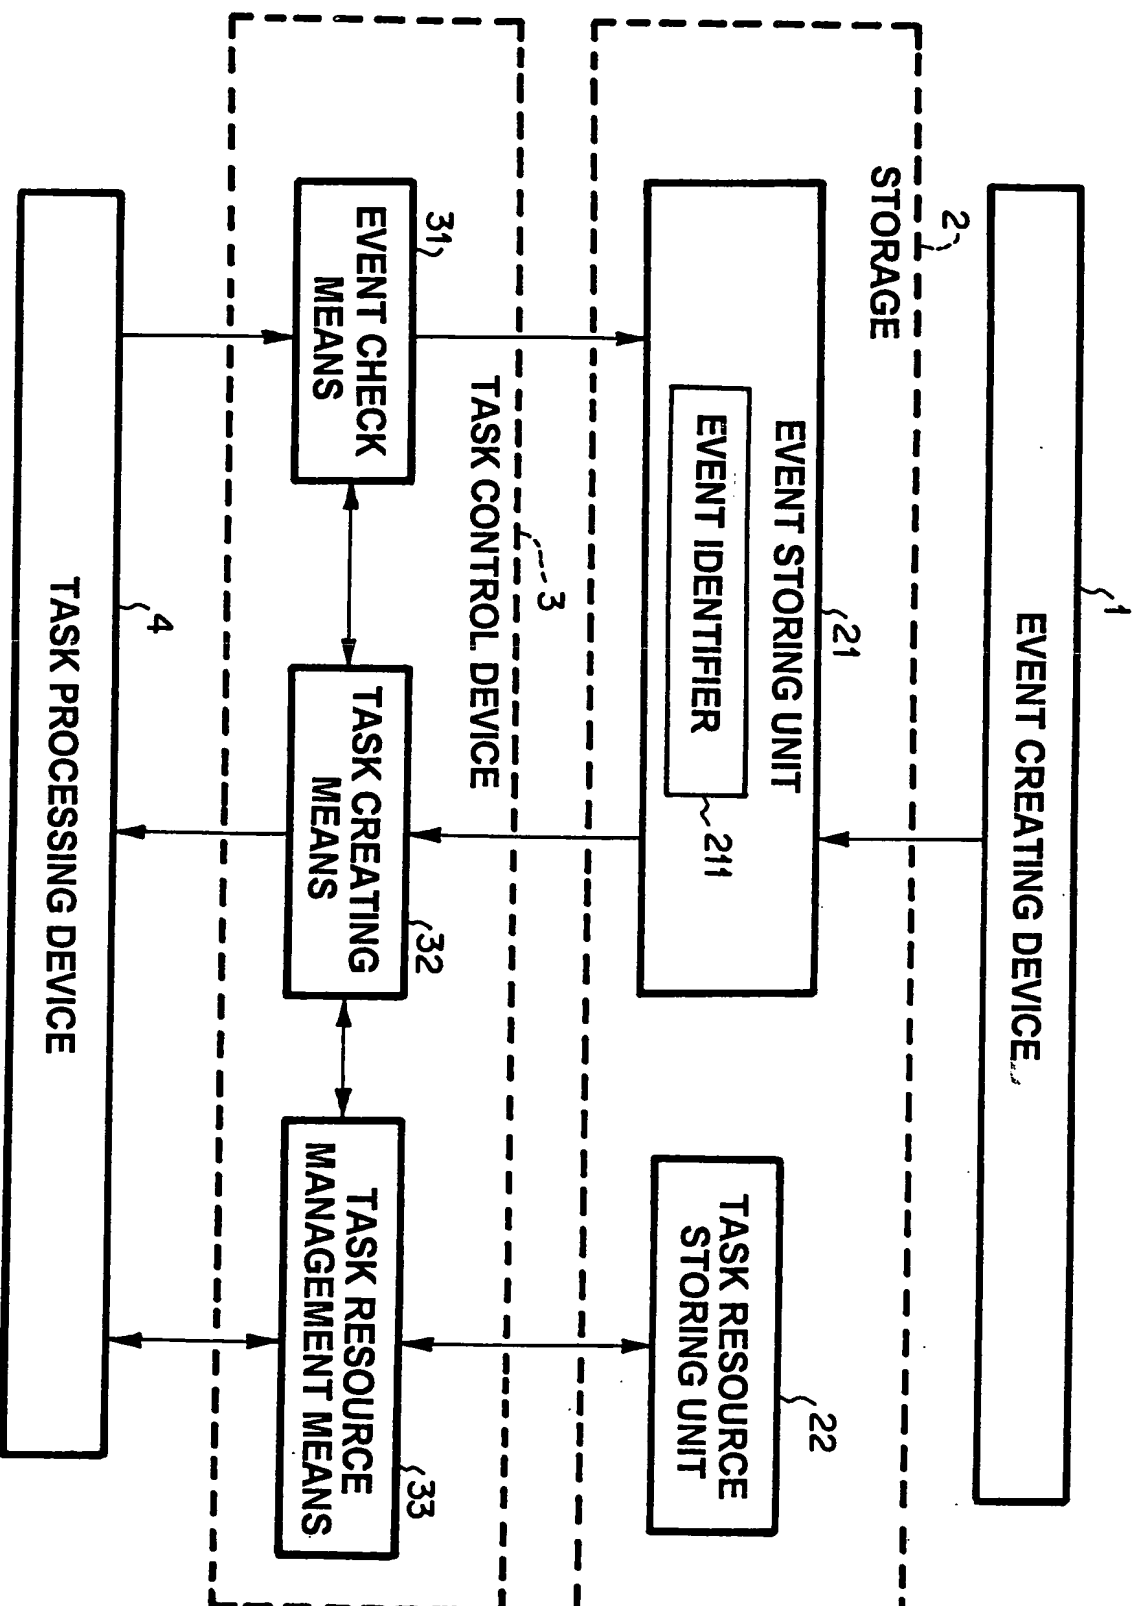 1
EVENT CREATING DEVICE
2
STORAGE
21
EVENT STORING UNIT
EVENT IDENTIFIER
211
22
TASK RESOURCE
STORING UNIT
3
TASK CONTROL DEVICE
31
EVENT CHECK
MEANS
32
TASK CREATING
MEANS
33
TASK RESOURCE
MANAGEMENT MEANS
4
TASK PROCESSING DEVICE